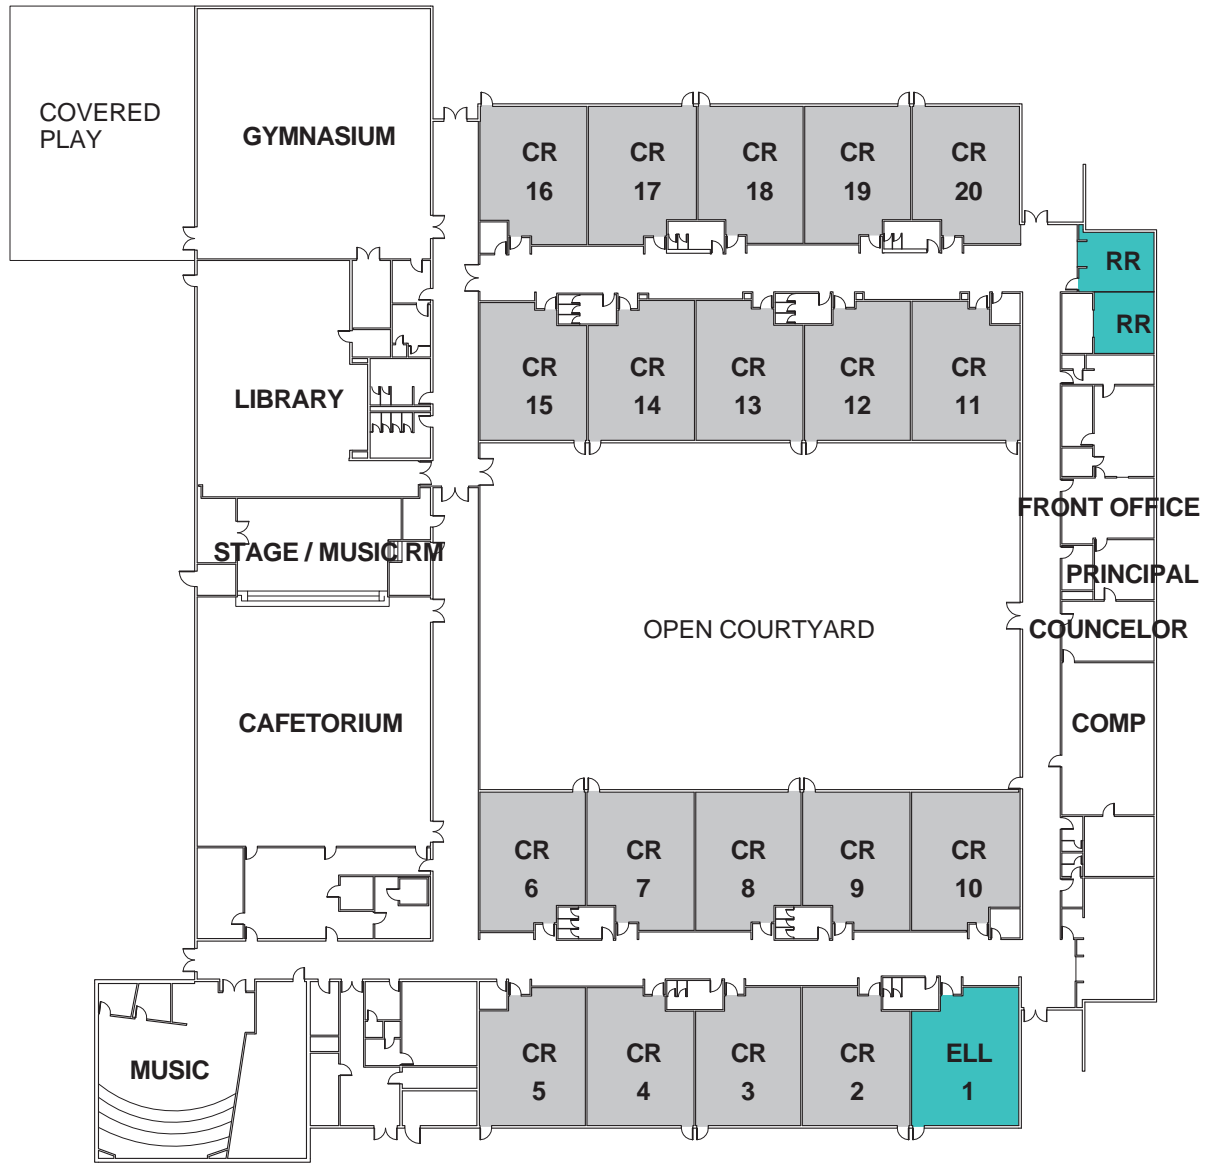 COVERED
PLAY
GYMNASIUM
CR
16
CR
17
CR
18
CR
19
CR
20
RR
RR
LIBRARY
CR
15
CR
14
CR
13
CR
12
CR
11
FRONT OFFICE
STAGE / MUSIC RM
PRINCIPAL
OPEN COURTYARD
COUNCELOR
CAFETORIUM
COMP
CR
6
CR
7
CR
8
CR
9
CR
10
MUSIC
CR
5
CR
4
CR
3
CR
2
ELL
1